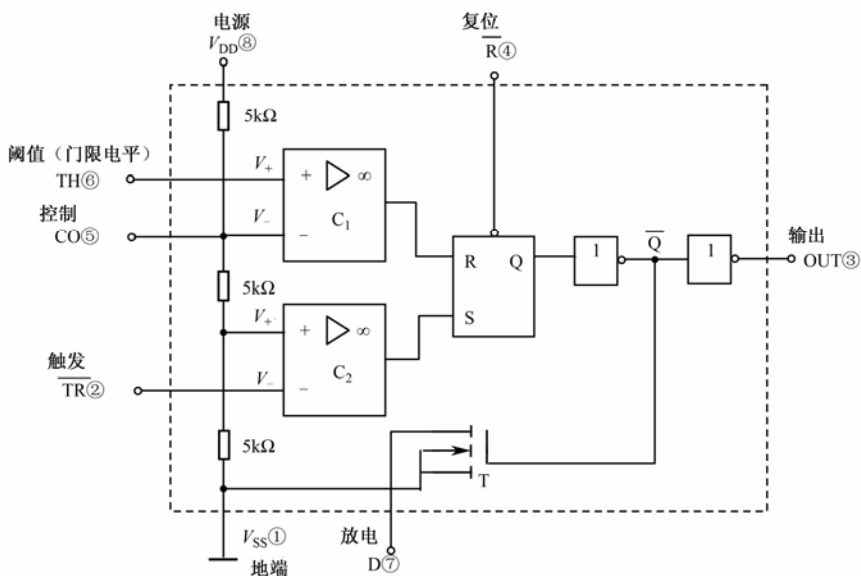 电源
V_DD⑧
复位
R̅④
5kΩ
阈值（门限电平）
TH⑥
V₊
+ ▷ ∞
C₁
控制
CO⑤
V₋
−
5kΩ
R Q
S
1
Q̅
1
输出
OUT③
V₊
+ ▷ ∞
C₂
触发
T̅R̅②
V₋
−
5kΩ
T
V_SS①
地端
放电
D⑦